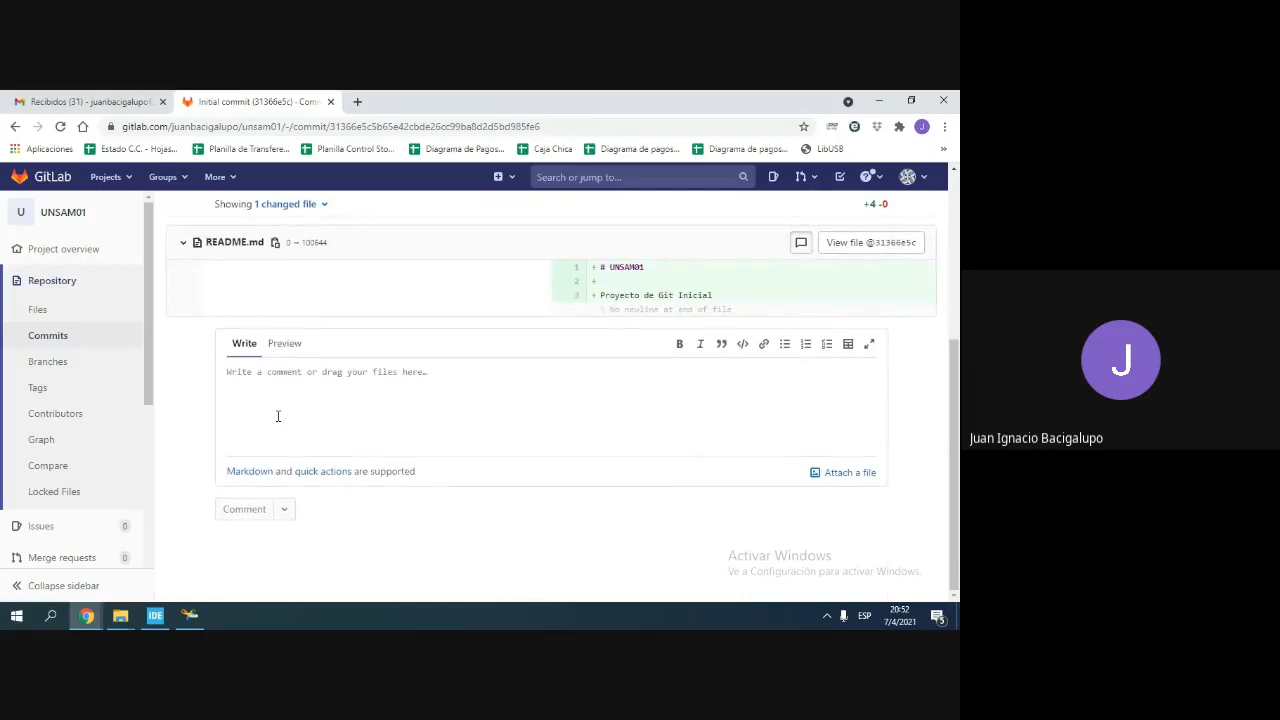 Recibidos (31) - juanbacigalupo@
Initial commit (31366e5c) · Comm
gitlab.com/juanbacigalupo/unsam01/-/commit/31366e5c5b65e42cbde26cc99ba8d2d5bd985fe6
Aplicaciones
Estado C.C. - Hojas...
Planilla de Transfere...
Planilla Control Sto...
Diagrama de Pagos...
Caja Chica
Diagrama de pagos...
Diagrama de pagos...
LibUSB
»
GitLab
Projects
Groups
More
Search or jump to...
U UNSAM01
Showing 1 changed file
+4 -0
Project overview
README.md
0 → 100644
View file @31366e5c
1 + # UNSAM01
2 +
3 + Proyecto de Git Inicial
\ No newline at end of file
Repository
Files
Commits
Branches
Tags
Contributors
Graph
Compare
Locked Files
Issues 0
Merge requests 0
Collapse sidebar
Write
Preview
Write a comment or drag your files here…
Markdown and quick actions are supported
Attach a file
Comment
Activar Windows
Ve a Configuración para activar Windows.
IDE
ESP
20:52
7/4/2021
5
J
Juan Ignacio Bacigalupo